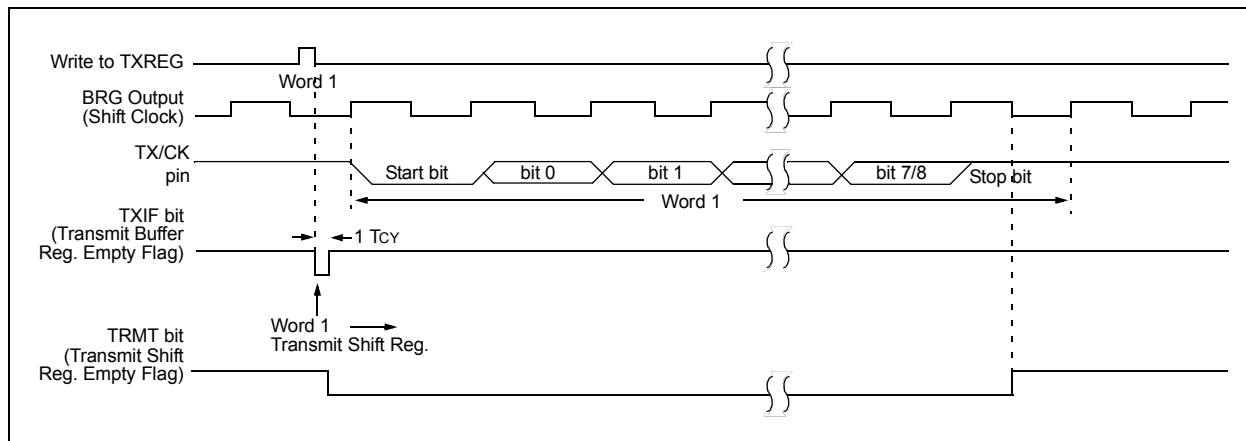 Write to TXREG
Word 1
BRG Output
(Shift Clock)
TX/CK
pin
Start bit
bit 0
bit 1
bit 7/8
Stop bit
Word 1
TXIF bit
(Transmit Buffer
Reg. Empty Flag)
1 TCY
Word 1
Transmit Shift Reg.
TRMT bit
(Transmit Shift
Reg. Empty Flag)